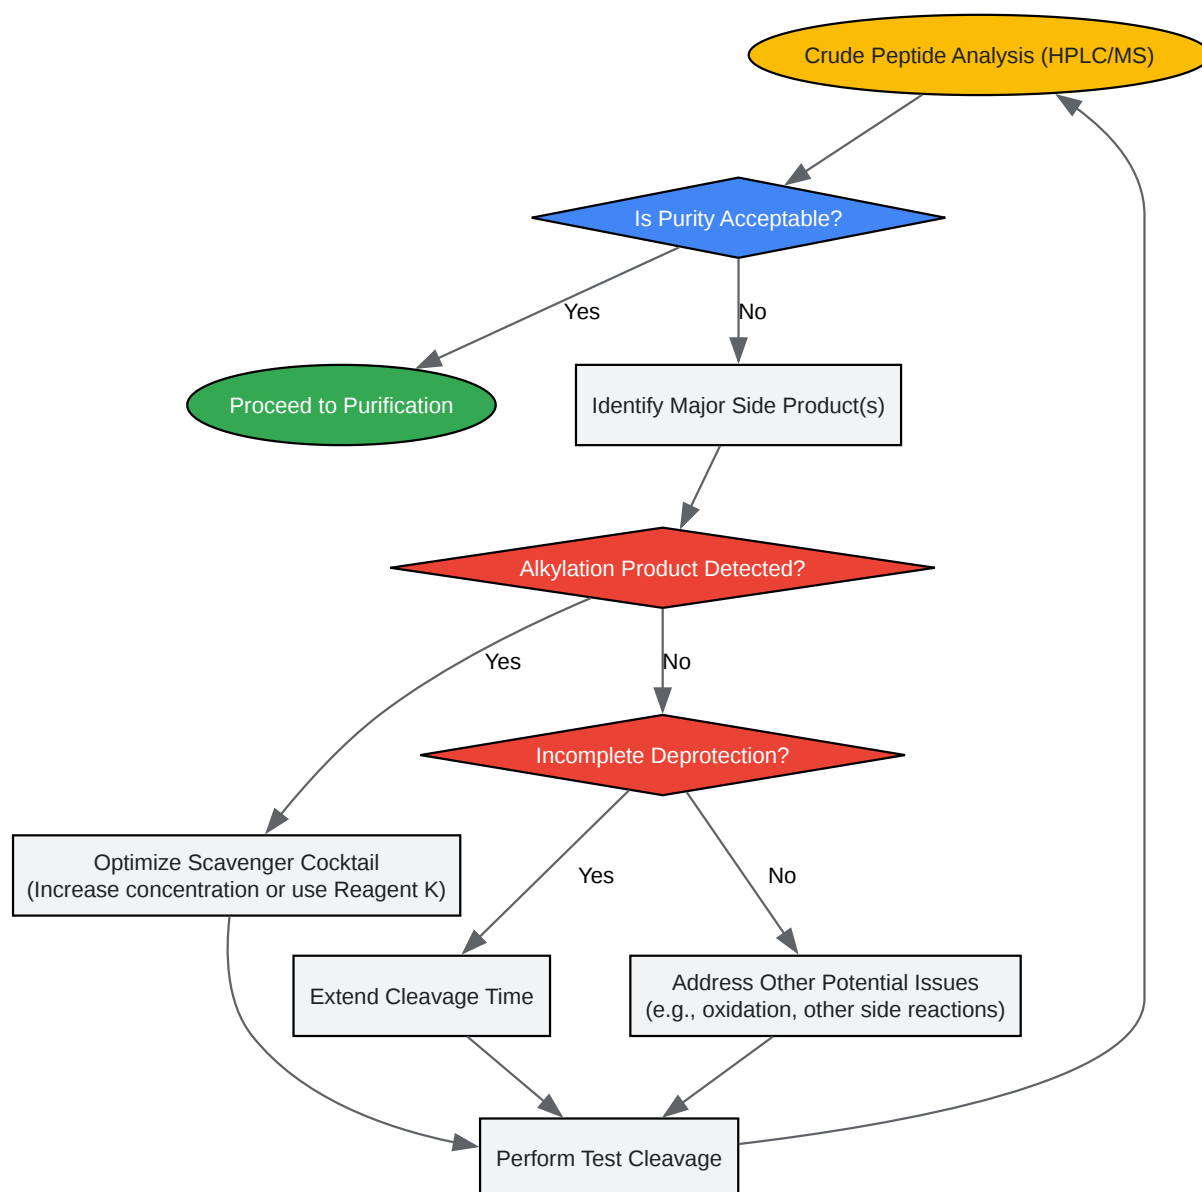 Crude Peptide Analysis (HPLC/MS)
Is Purity Acceptable?
Yes
No
Proceed to Purification
Identify Major Side Product(s)
Alkylation Product Detected?
Yes
No
Incomplete Deprotection?
Optimize Scavenger Cocktail
(Increase concentration or use Reagent K)
Yes
No
Extend Cleavage Time
Address Other Potential Issues
(e.g., oxidation, other side reactions)
Perform Test Cleavage